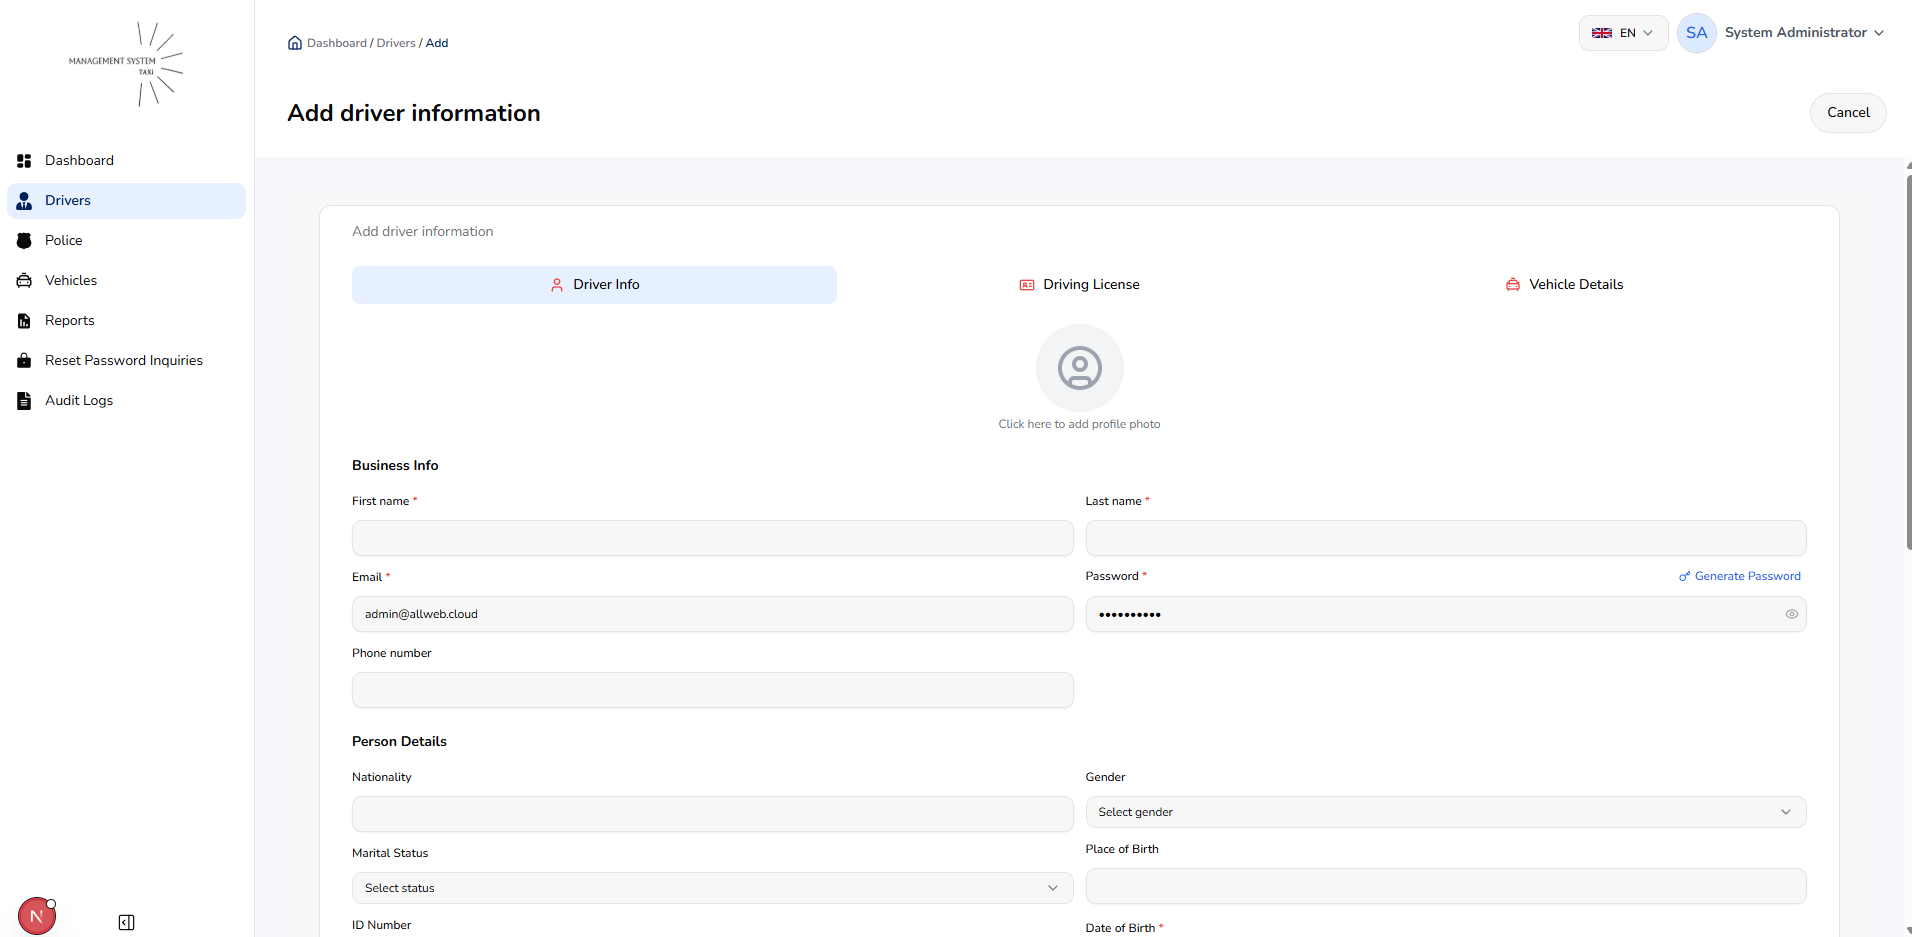 MANAGEMENT SYSTEM
TAXI
Dashboard / Drivers / Add
EN
SA
System Administrator
Add driver information
Cancel
Dashboard
Drivers
Police
Vehicles
Reports
Reset Password Inquiries
Audit Logs
Add driver information
Driver Info
Driving License
Vehicle Details
Click here to add profile photo
Business Info
First name *
Last name *
Email *
Password *
Generate Password
admin@allweb.cloud
••••••••••
Phone number
Person Details
Nationality
Gender
Select gender
Marital Status
Place of Birth
Select status
ID Number
Date of Birth *
N